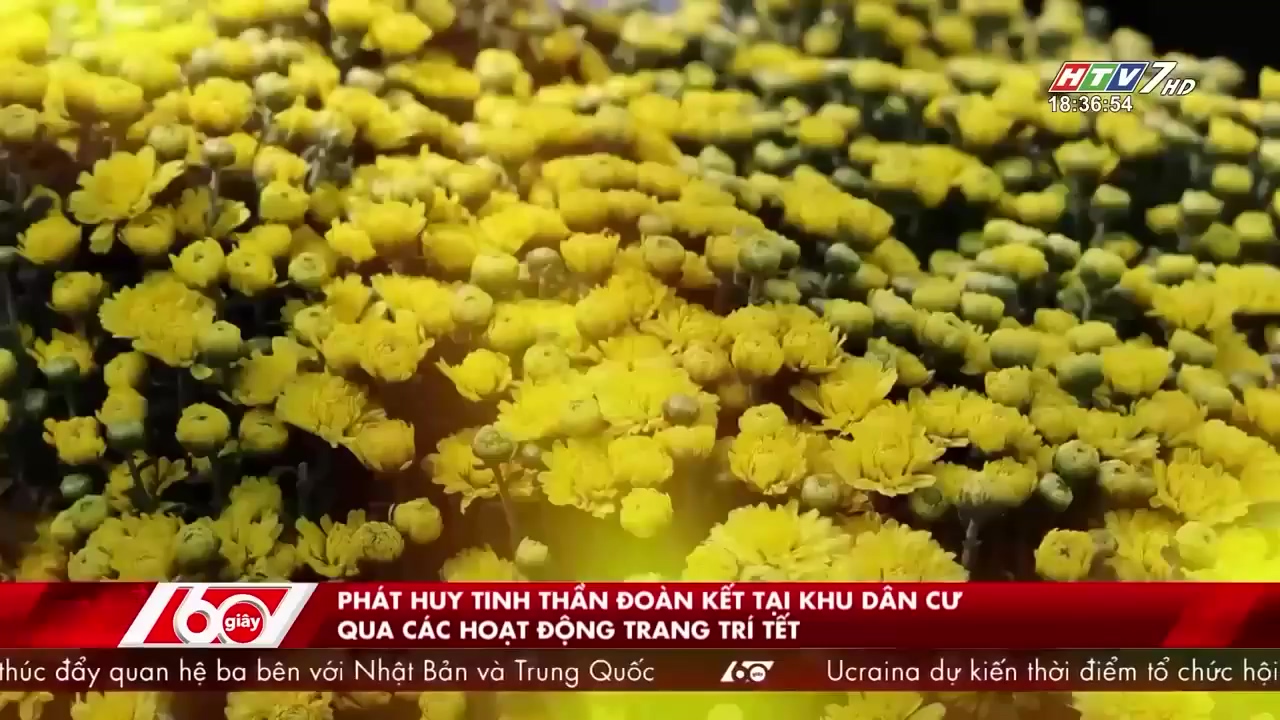 HTV7 HD
18:36:54
60 giây
PHÁT HUY TINH THẦN ĐOÀN KẾT TẠI KHU DÂN CƯ
QUA CÁC HOẠT ĐỘNG TRANG TRÍ TẾT
thúc đẩy quan hệ ba bên với Nhật Bản và Trung Quốc 60 giây Ucraina dự kiến thời điểm tổ chức hội